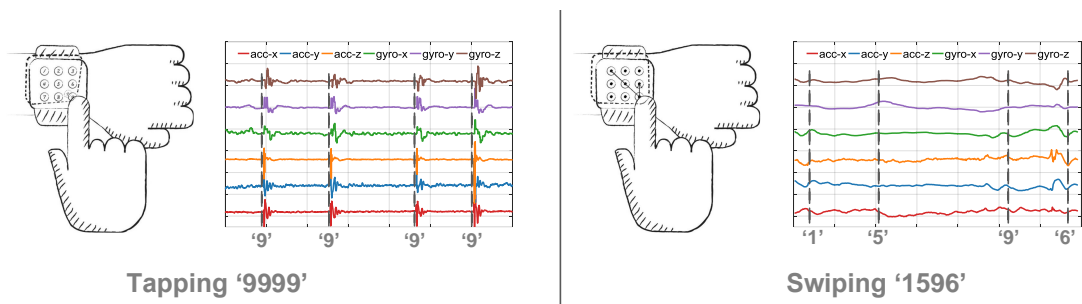 acc-x acc-y acc-z gyro-x gyro-y gyro-z
‘9’ ‘9’ ‘9’ ‘9’
Tapping ‘9999’
acc-x acc-y acc-z gyro-x gyro-y gyro-z
‘1’ ‘5’ ‘9’ ‘6’
Swiping ‘1596’